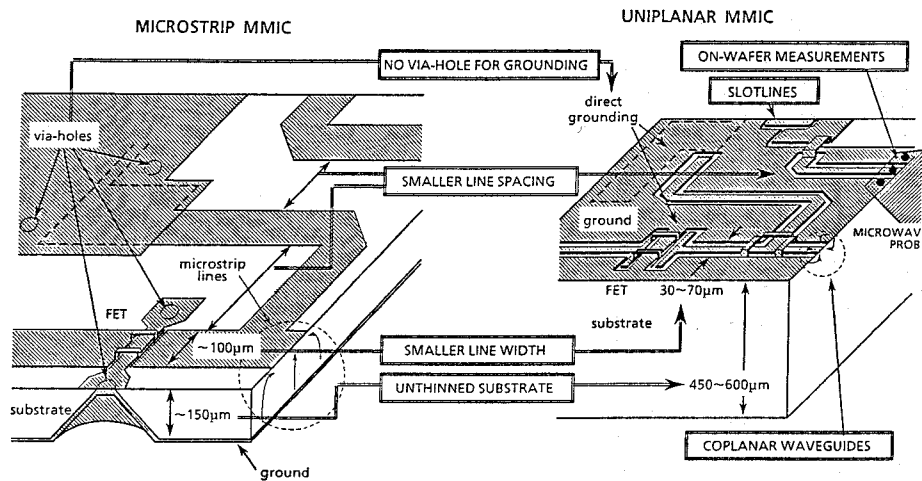 MICROSTRIP MMIC
UNIPLANAR MMIC
NO VIA-HOLE FOR GROUNDING
ON-WAFER MEASUREMENTS
SLOTLINES
via-holes
direct
grounding
SMALLER LINE SPACING
ground
MICROWAV
PROB
microstrip
lines
FET
FET
30~70µm
substrate
~100µm
SMALLER LINE WIDTH
UNTHINNED SUBSTRATE
450~600µm
substrate
~150µm
COPLANAR WAVEGUIDES
ground